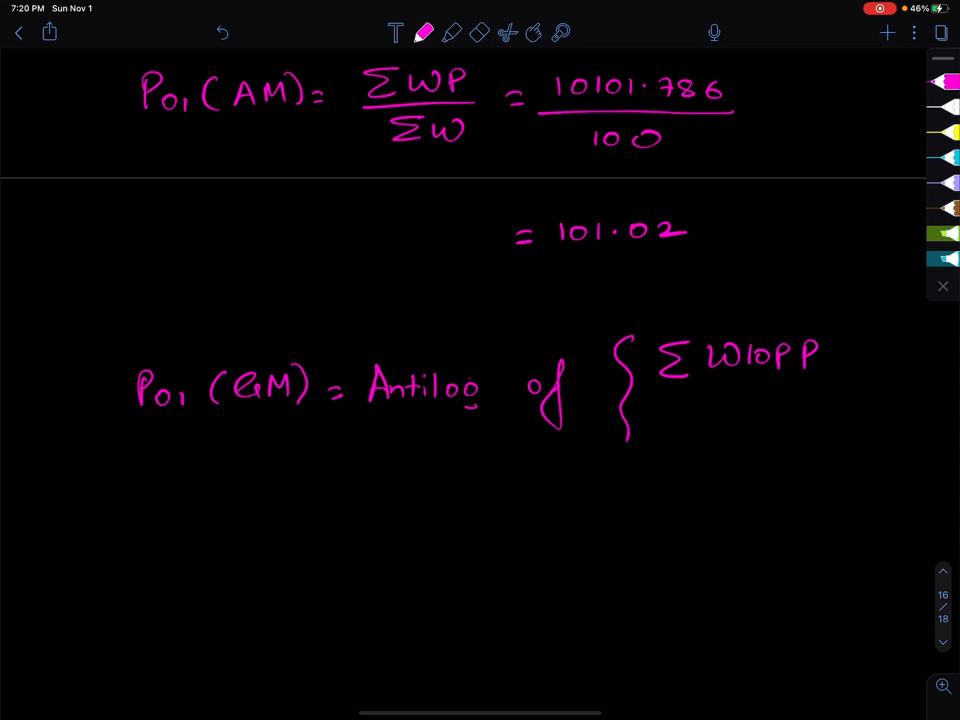 7:20 PM Sun Nov 1
46%
T
P₀₁ (AM) = ΣWP / ΣW = 10101.786 / 100
= 101.02
P₀₁ (GM) = Antilog of { Σ W log P
16
/
18